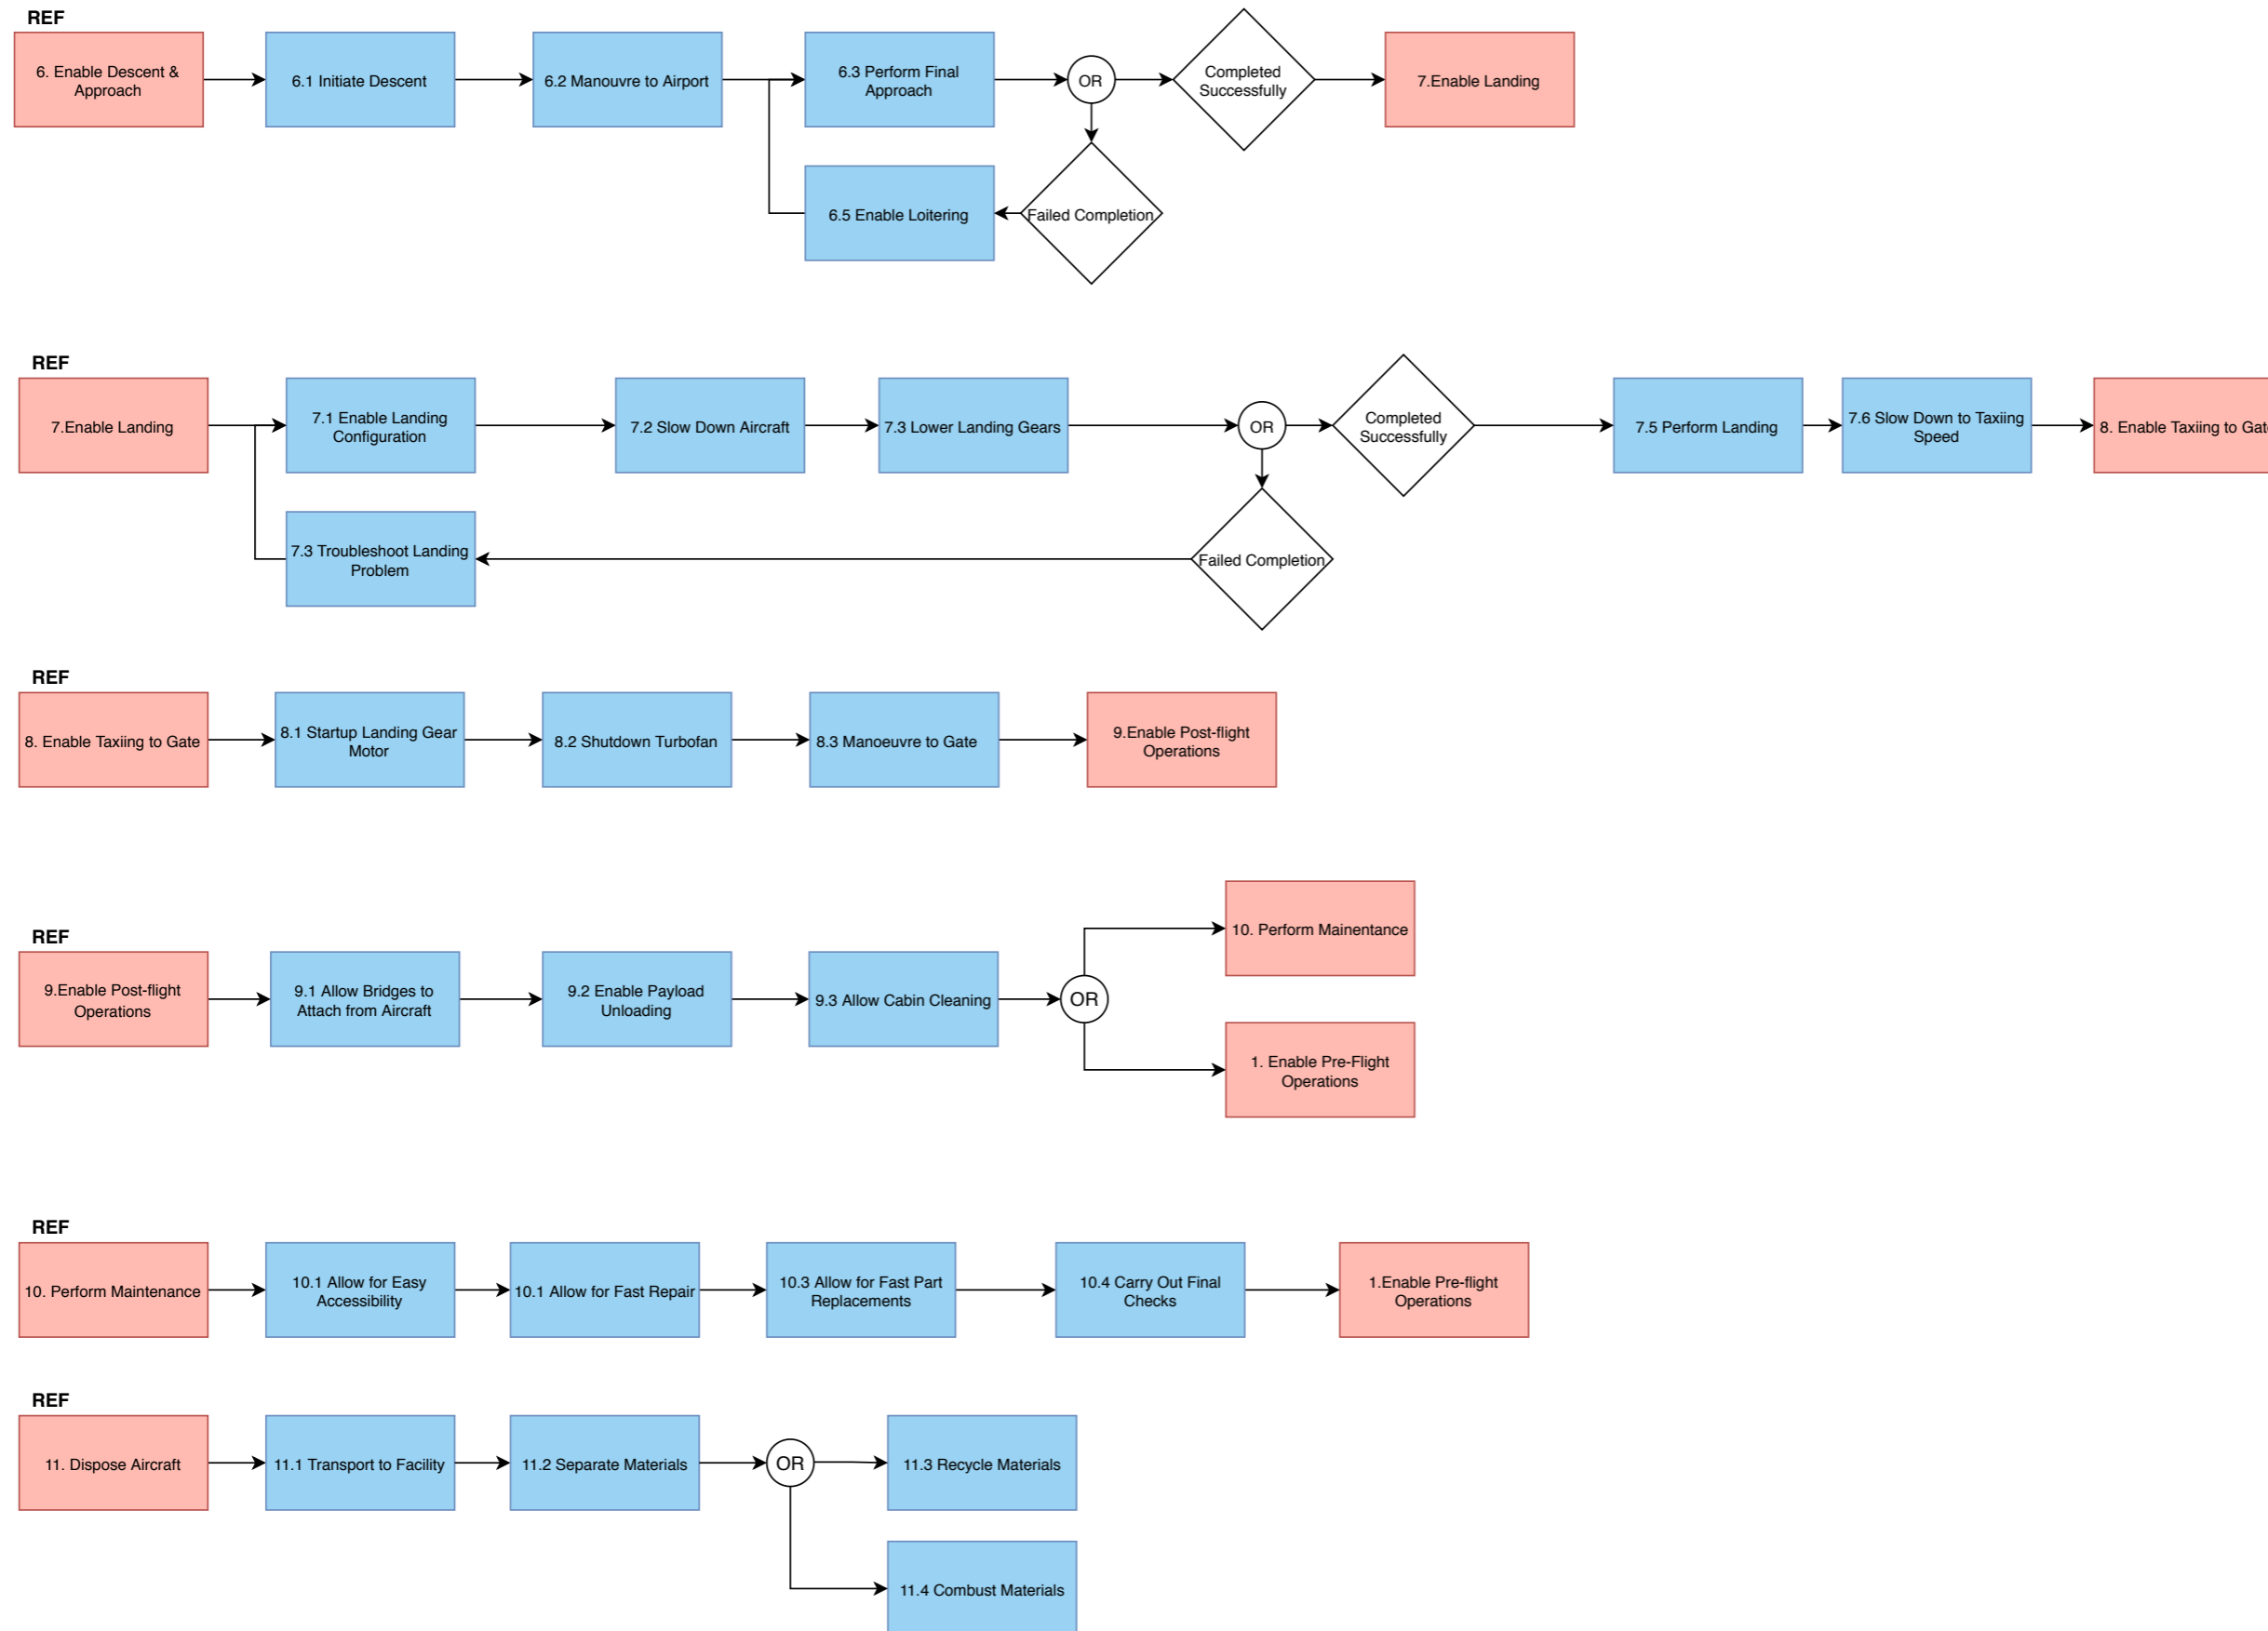 REF
6. Enable Descent &
Approach
6.1 Initiate Descent
6.2 Manouvre to Airport
6.3 Perform Final
Approach
OR
Completed
Successfully
7.Enable Landing
6.5 Enable Loitering
Failed Completion
REF
7.Enable Landing
7.1 Enable Landing
Configuration
7.2 Slow Down Aircraft
7.3 Lower Landing Gears
OR
Completed
Successfully
7.5 Perform Landing
7.6 Slow Down to Taxiing
Speed
8. Enable Taxiing to Gate
7.3 Troubleshoot Landing
Problem
Failed Completion
REF
8. Enable Taxiing to Gate
8.1 Startup Landing Gear
Motor
8.2 Shutdown Turbofan
8.3 Manoeuvre to Gate
9.Enable Post-flight
Operations
REF
9.Enable Post-flight
Operations
9.1 Allow Bridges to
Attach from Aircraft
9.2 Enable Payload
Unloading
9.3 Allow Cabin Cleaning
OR
10. Perform Mainentance
1. Enable Pre-Flight
Operations
REF
10. Perform Maintenance
10.1 Allow for Easy
Accessibility
10.1 Allow for Fast Repair
10.3 Allow for Fast Part
Replacements
10.4 Carry Out Final
Checks
1.Enable Pre-flight
Operations
REF
11. Dispose Aircraft
11.1 Transport to Facility
11.2 Separate Materials
OR
11.3 Recycle Materials
11.4 Combust Materials